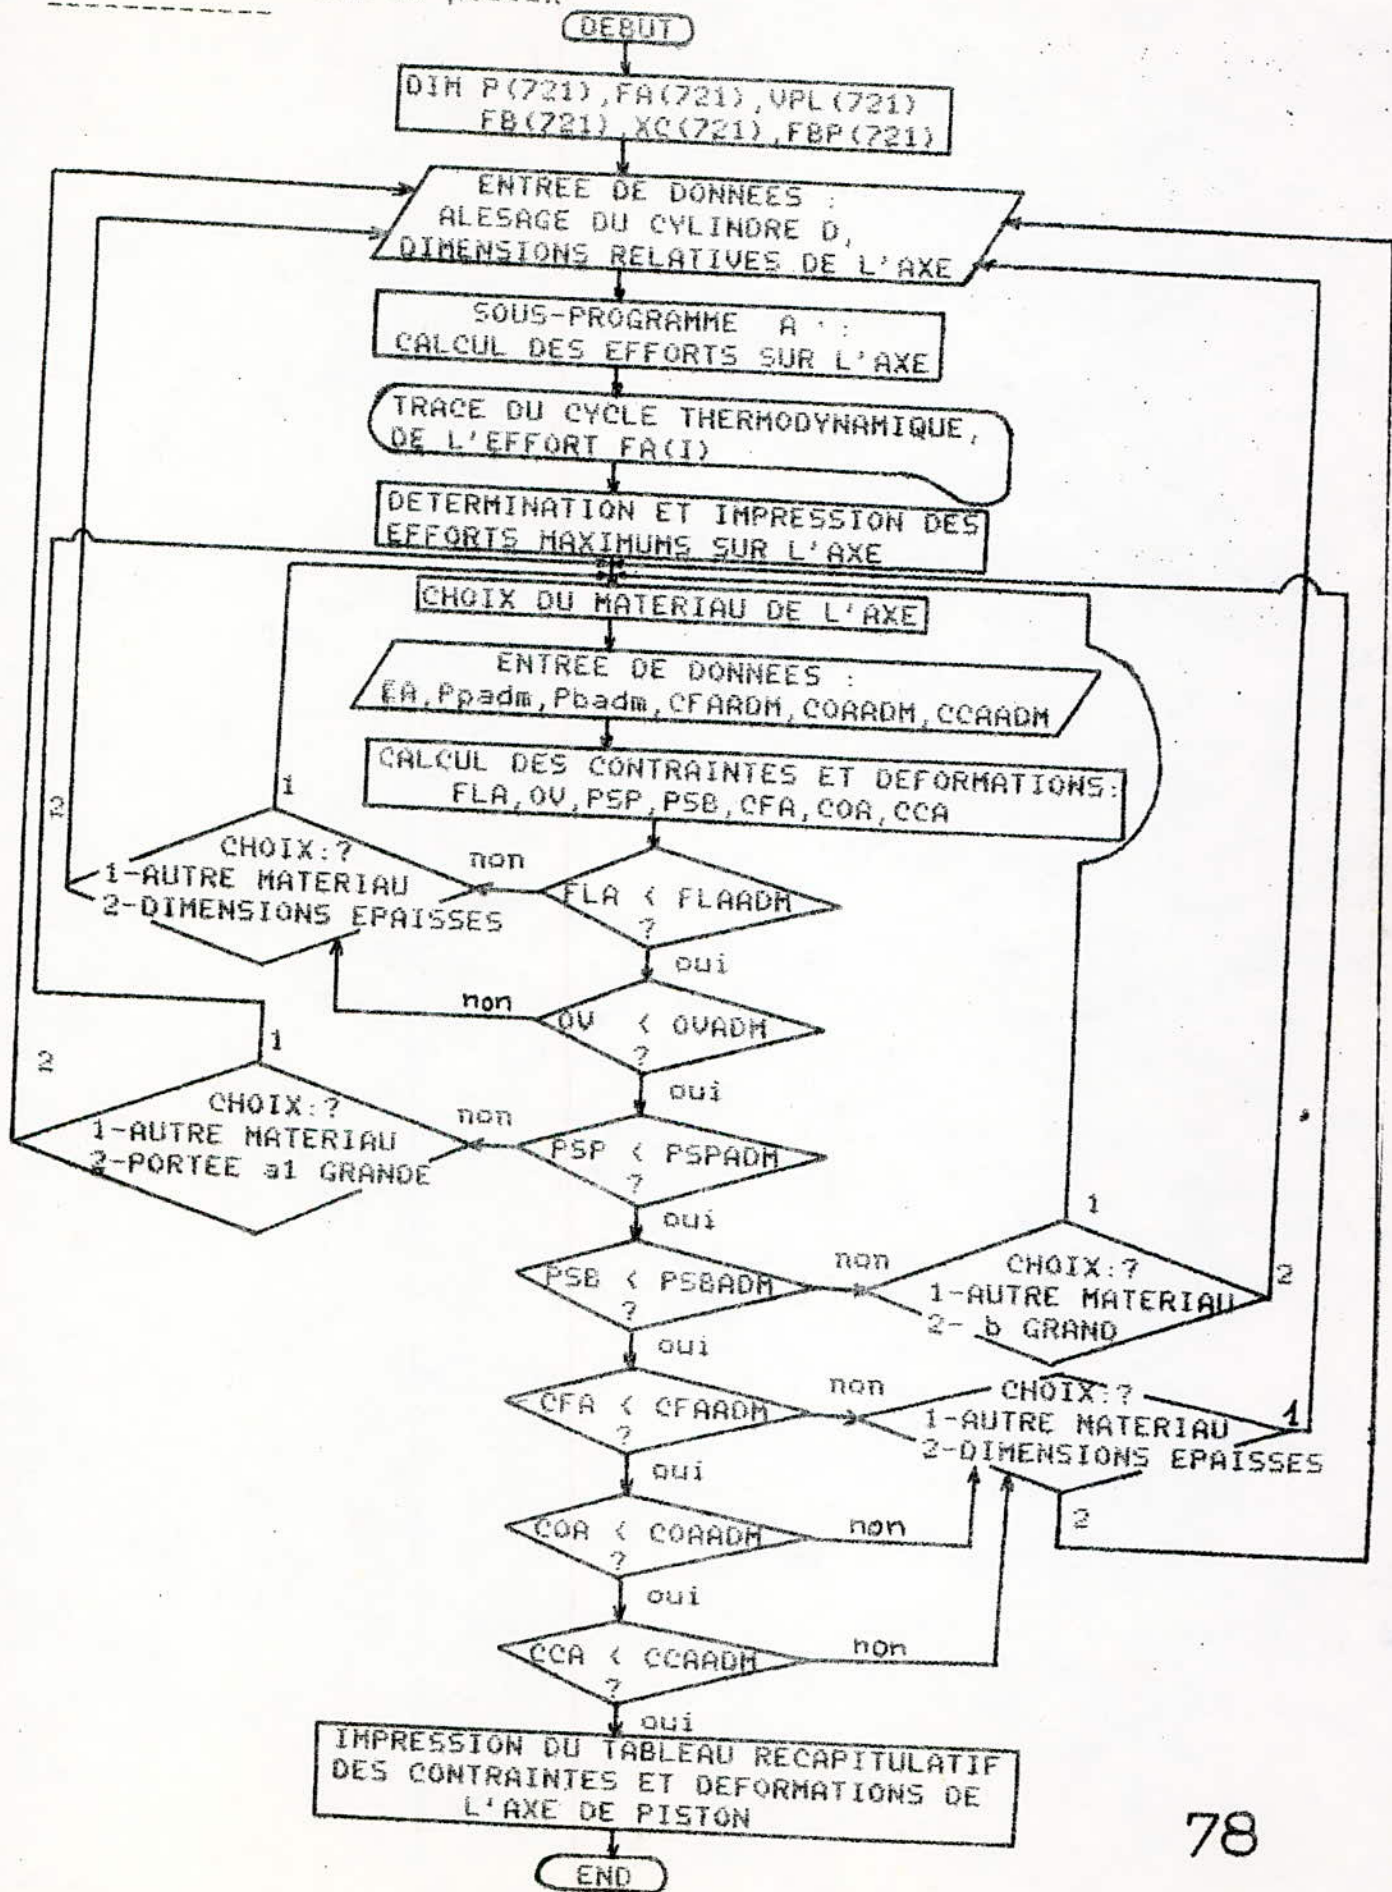 DEBUT
DIM P(721),FA(721),VPL(721)
FB(721),XC(721),FBP(721)
ENTREE DE DONNEES :
ALESAGE DU CYLINDRE D,
DIMENSIONS RELATIVES DE L'AXE
SOUS-PROGRAMME A :
CALCUL DES EFFORTS SUR L'AXE
TRACE DU CYCLE THERMODYNAMIQUE,
DE L'EFFORT FA(I)
DETERMINATION ET IMPRESSION DES
EFFORTS MAXIMUMS SUR L'AXE
CHOIX DU MATERIAU DE L'AXE
ENTREE DE DONNEES :
EA,Ppadm,Pbadm,CFAADM,COAADM,CCAADM
CALCUL DES CONTRAINTES ET DEFORMATIONS:
FLA,OV,PSP,PSB,CFA,COA,CCA
2
1
CHOIX:?
1-AUTRE MATERIAU
2-DIMENSIONS EPAISSES
non
FLA < FLAADM
?
oui
non
OV < OVADM
?
oui
2
1
CHOIX:?
1-AUTRE MATERIAU
2-PORTEE a1 GRANDE
non
PSP < PSPADM
?
oui
PSB < PSBADM
?
non
1
CHOIX:?
1-AUTRE MATERIAU
2- b GRAND
2
oui
CFA < CFAADM
?
non
CHOIX:?
1-AUTRE MATERIAU
2-DIMENSIONS EPAISSES
1
2
oui
COA < COAADM
?
non
oui
CCA < CCAADM
?
non
oui
IMPRESSION DU TABLEAU RECAPITULATIF
DES CONTRAINTES ET DEFORMATIONS DE
L'AXE DE PISTON
END
78